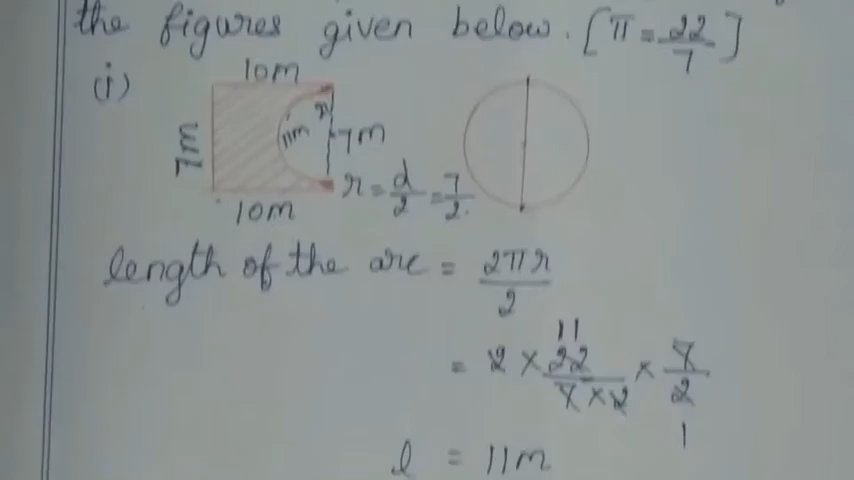 the figures given below. [π = 22/7]
(i)
10m
7m
11m
r
7m
10m
r = d/2 = 7/2
length of the arc = 2πr/2
= 2 × 22/7×2 × 7/2
11
1
l = 11m